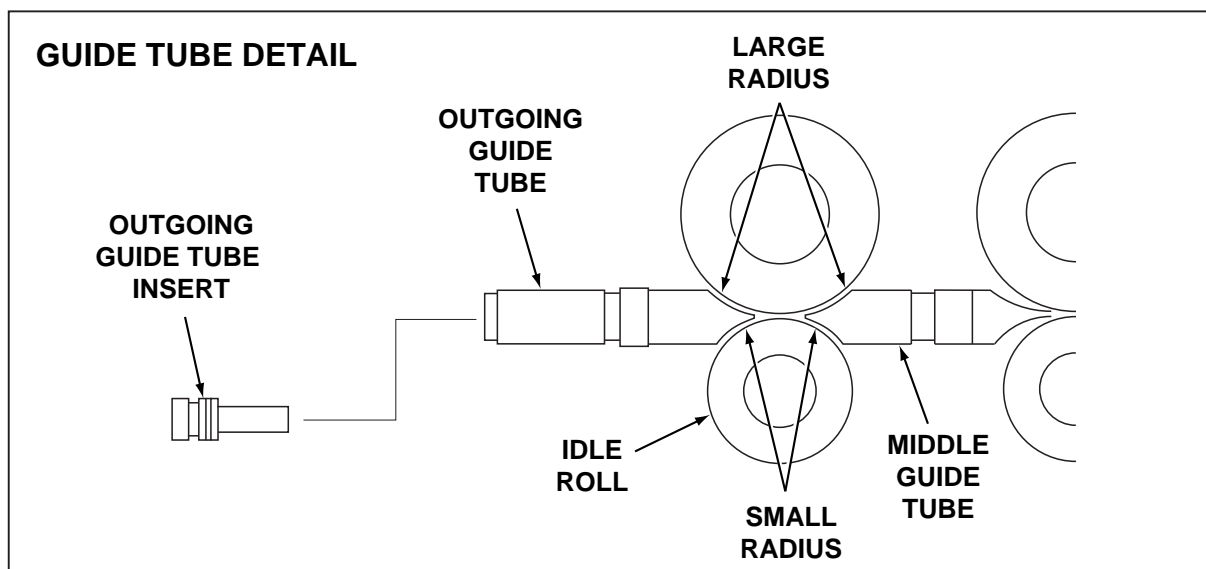 GUIDE TUBE DETAIL
LARGE
RADIUS
OUTGOING
GUIDE
TUBE
OUTGOING
GUIDE TUBE
INSERT
IDLE
ROLL
SMALL
RADIUS
MIDDLE
GUIDE
TUBE